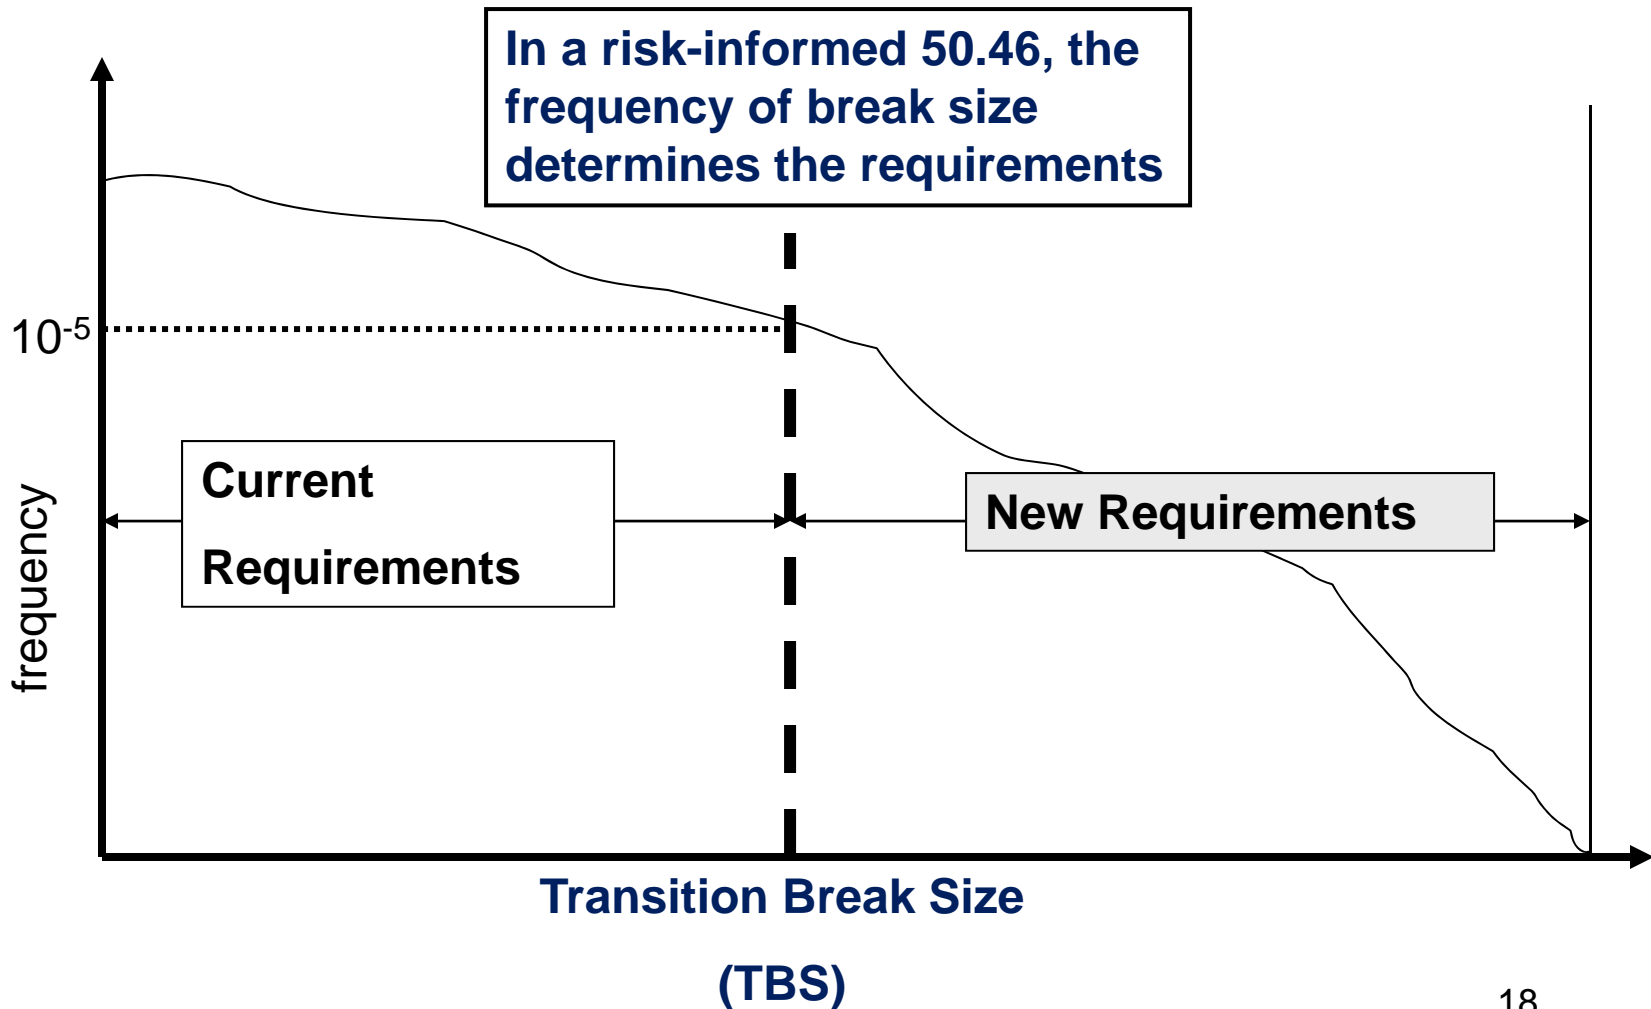 In a risk-informed 50.46, the
frequency of break size
determines the requirements
10-5
frequency
Current
Requirements
New Requirements
Transition Break Size
(TBS)
18